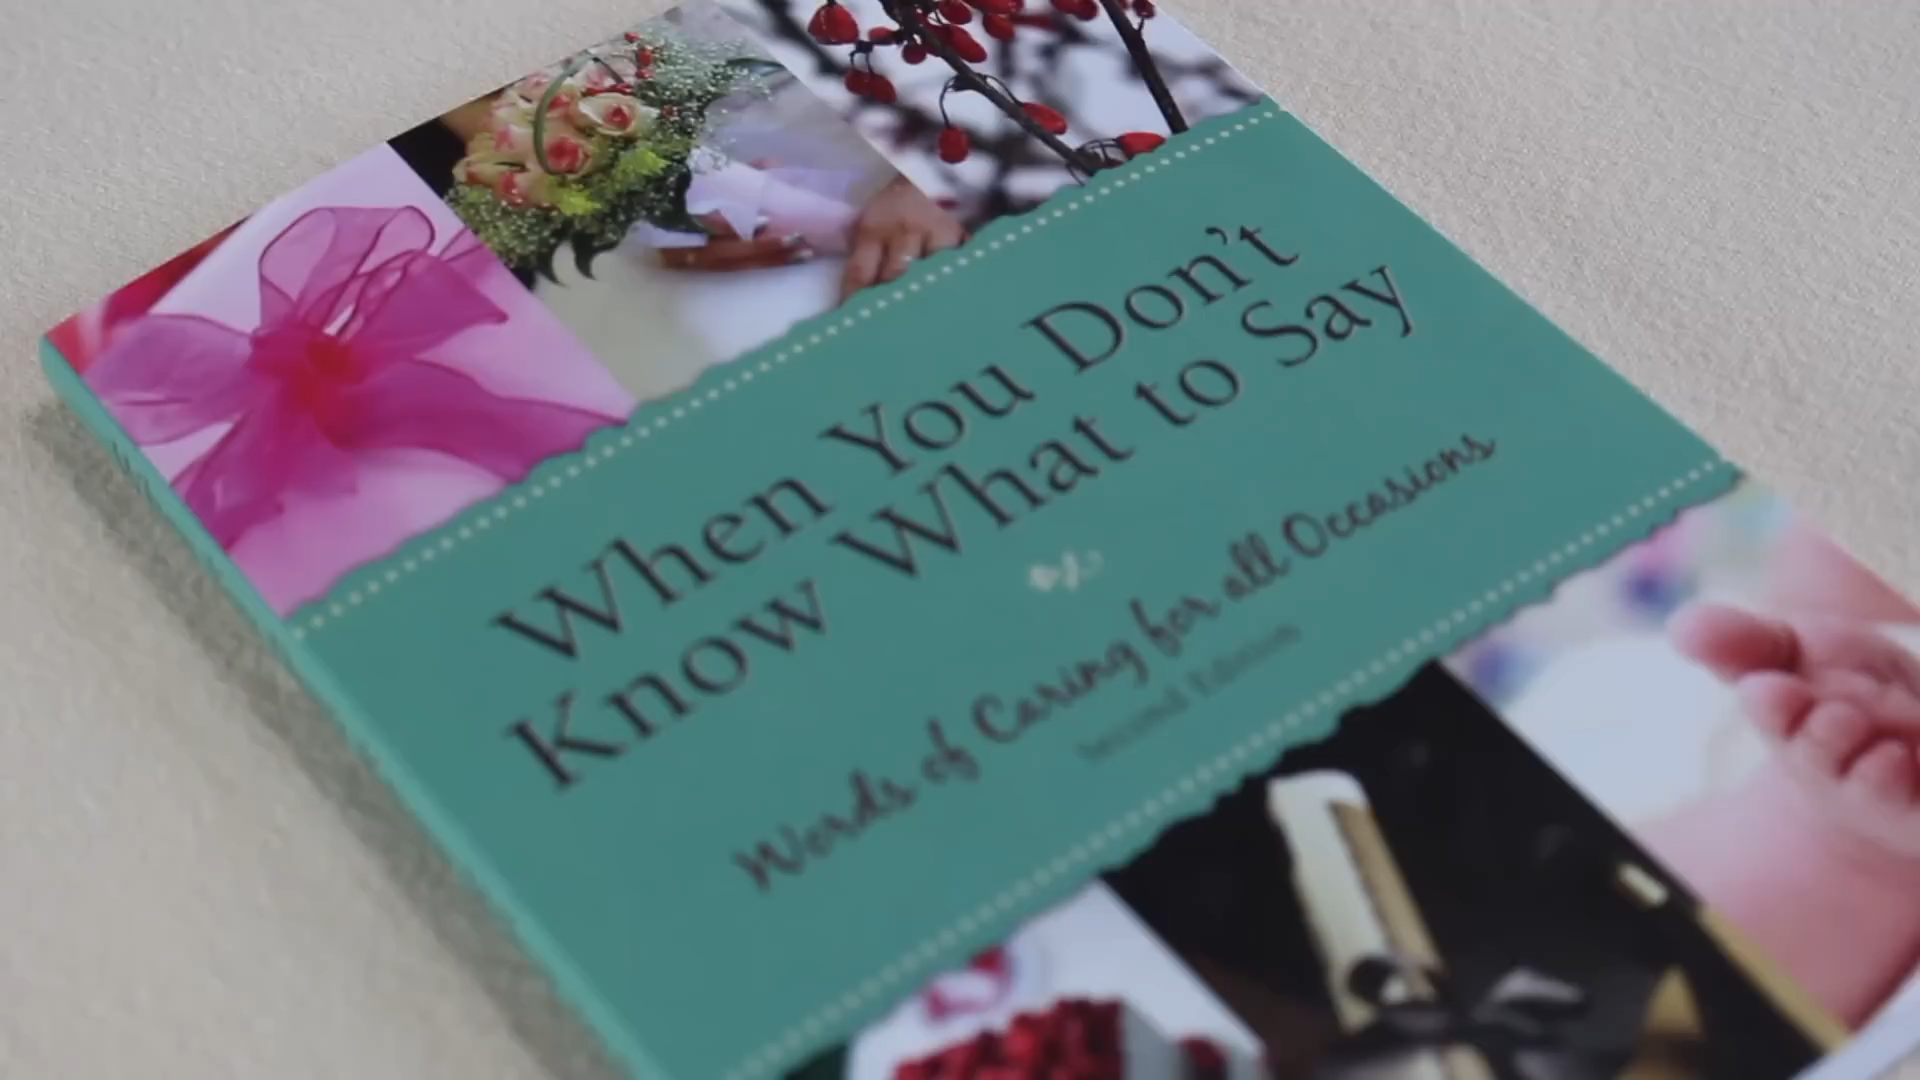 When You Don't
Know What to Say
Words of Caring for all Occasions
Second Edition